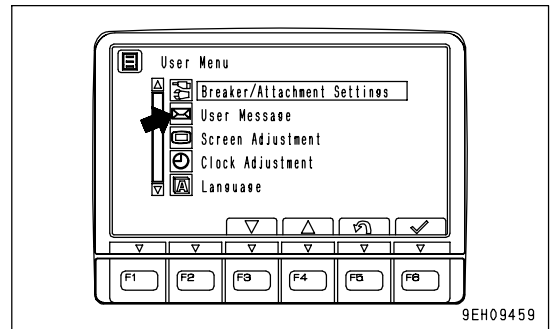 User Menu
Breaker/Attachment Settings
User Message
Screen Adjustment
Clock Adjustment
A Language
F1 F2 F3 F4 F5 F6
9EH09459